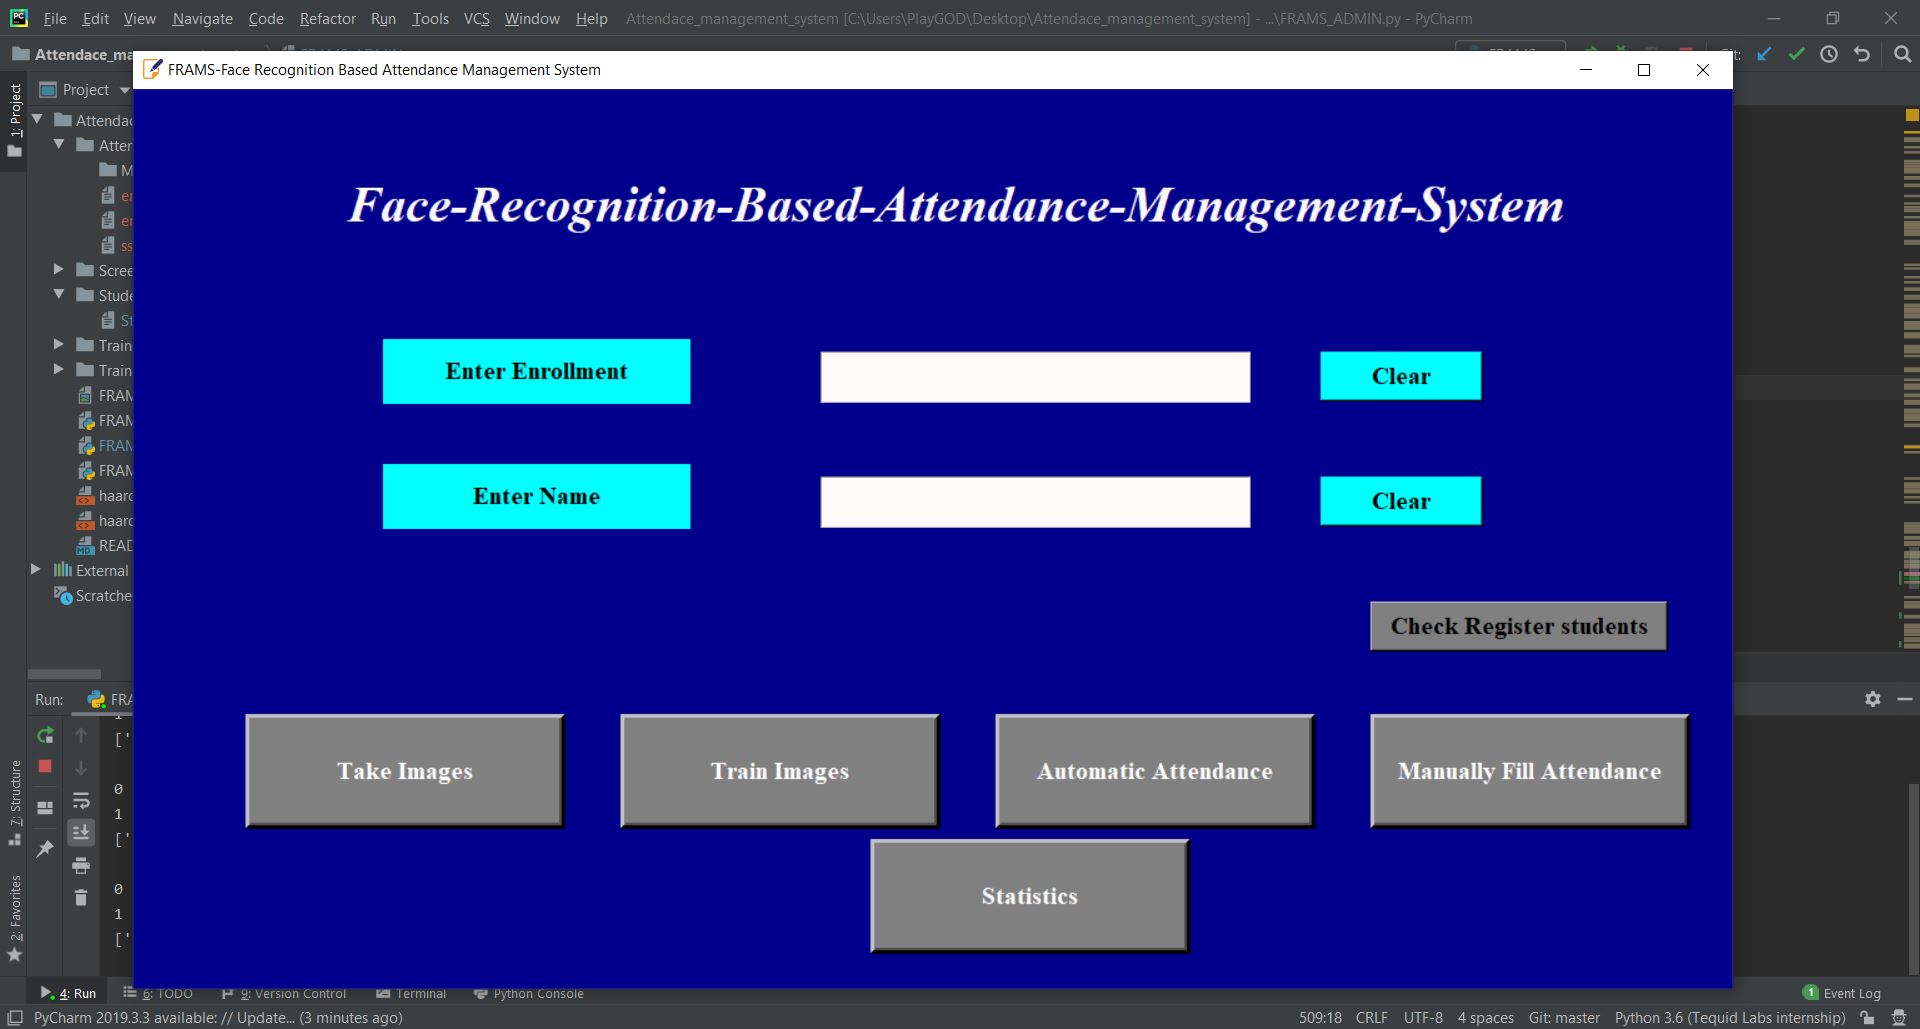 File Edit View Navigate Code Refactor Run Tools VCS Window Help Attendace_management_system [C:\Users\PlayGOD\Desktop\Attendace_management_system] - ...\FRAMS_ADMIN.py - PyCharm
Attendace_ma
FRAMS-Face Recognition Based Attendance Management System
1: Project
Project
Attendac
Atter
M
er
er
ss
Scree
Stude
St
Train
Train
FRAM
FRAM
FRAM
FRAM
haarc
haarc
READ
External
Scratche
Face-Recognition-Based-Attendance-Management-System
Enter Enrollment
Clear
Enter Name
Clear
Check Register students
Take Images
Train Images
Automatic Attendance
Manually Fill Attendance
Statistics
Run: FRA
1
['
0
1
['
0
1
['
7: Structure
2: Favorites
4: Run 6: TODO 9: Version Control Terminal Python Console 1 Event Log
PyCharm 2019.3.3 available: // Update... (3 minutes ago) 509:18 CRLF UTF-8 4 spaces Git: master Python 3.6 (Tequid Labs internship)